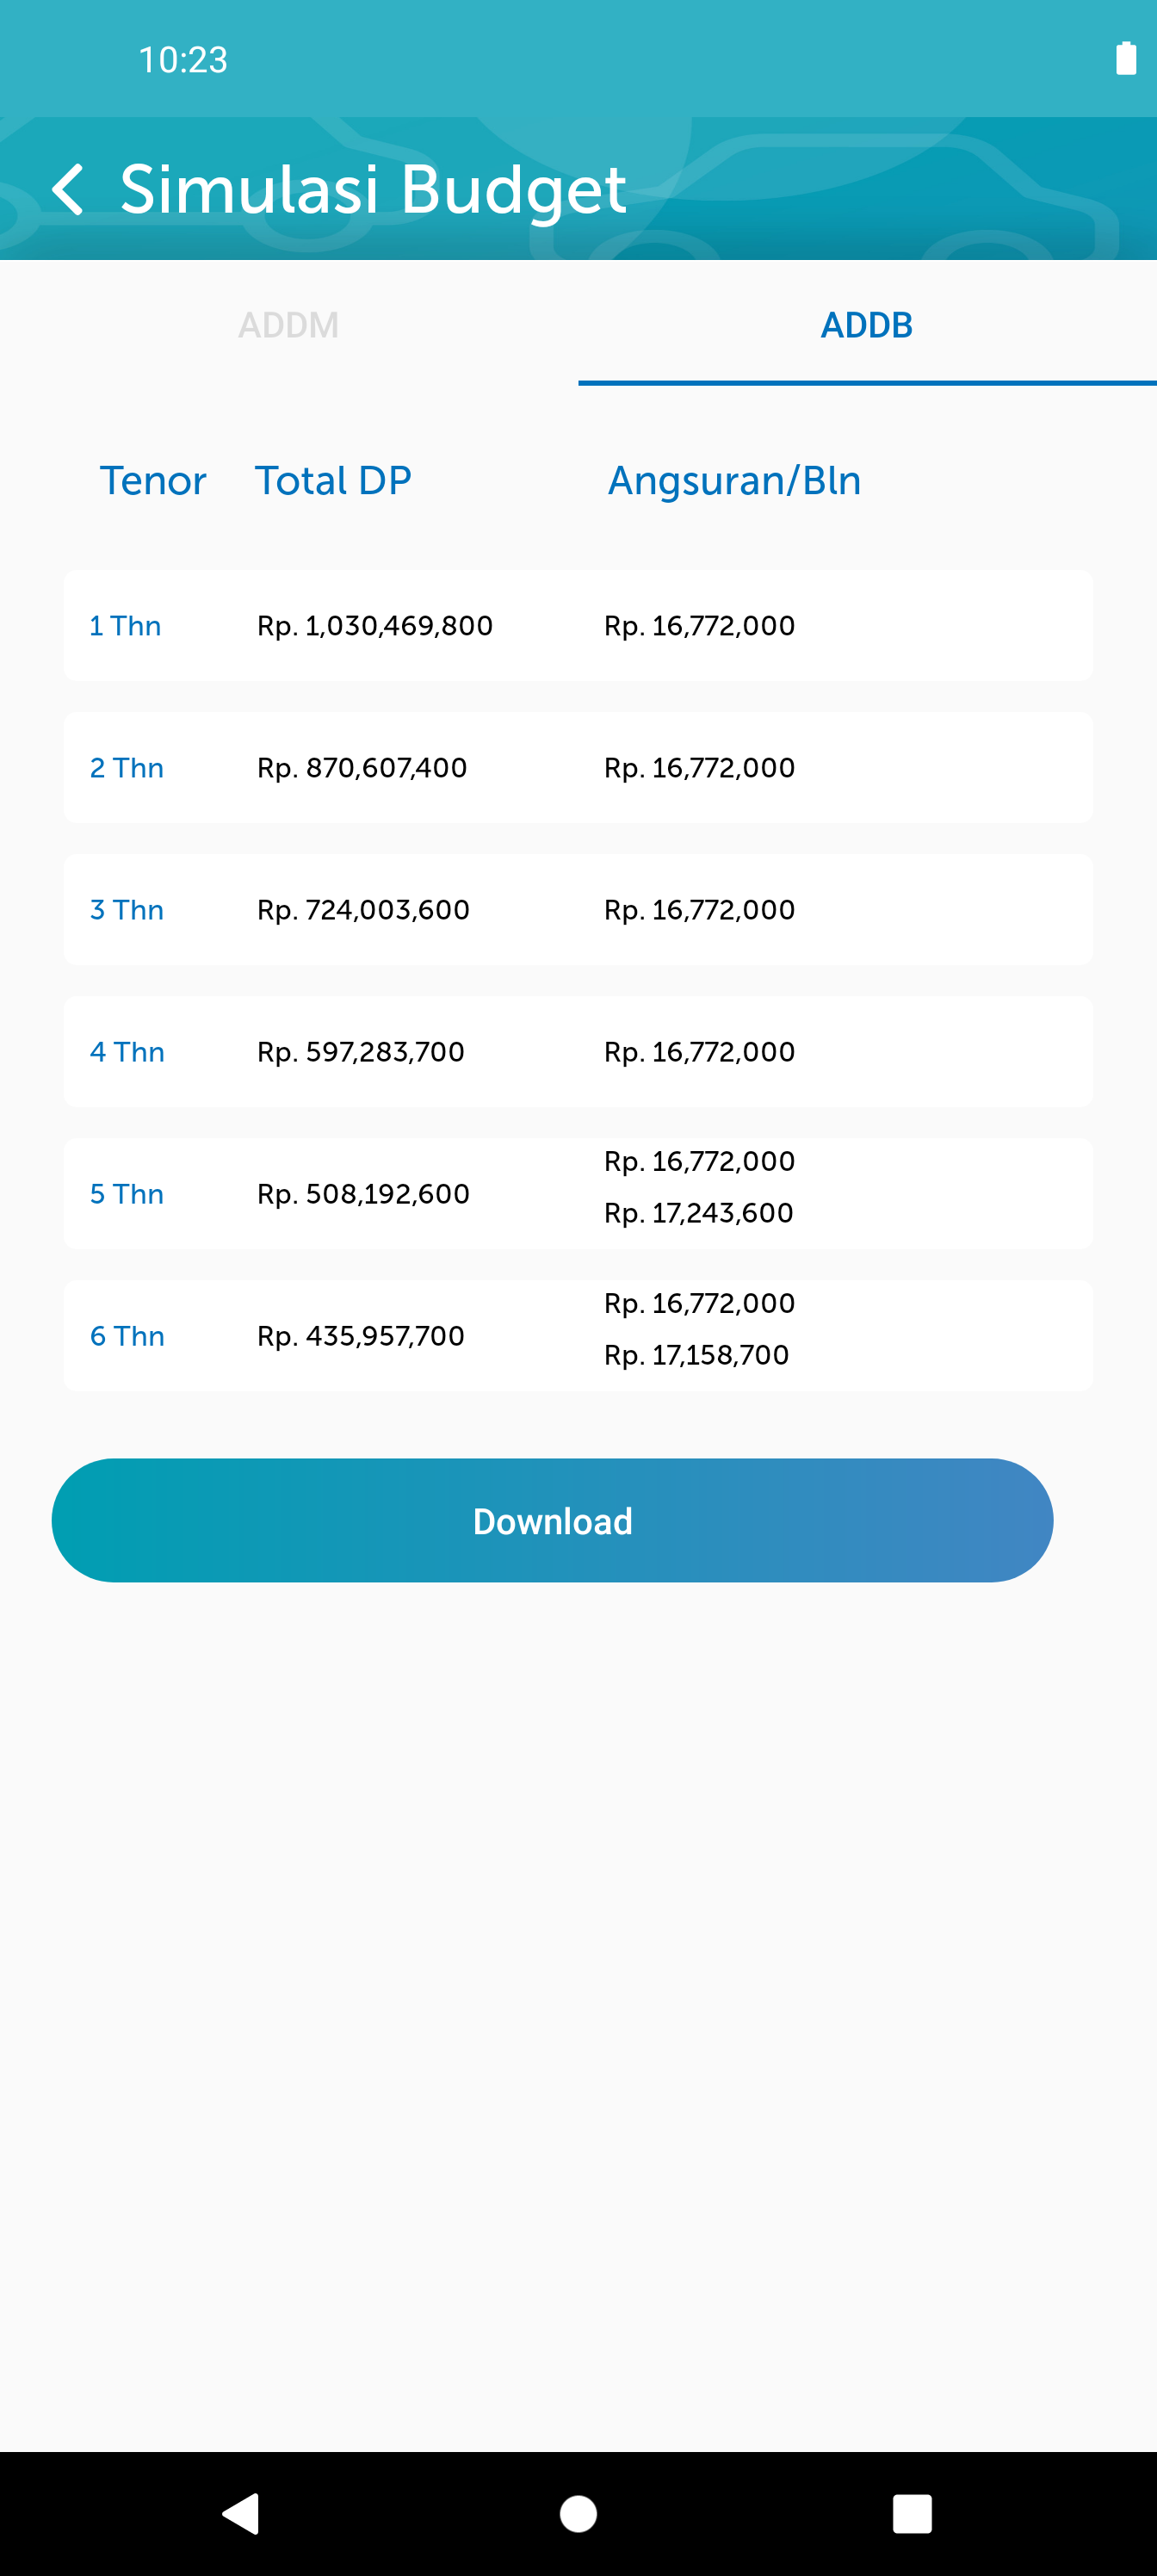 10:23
Simulasi Budget
ADDM ADDB
Tenor Total DP Angsuran/Bln
1 Thn Rp. 1,030,469,800 Rp. 16,772,000
2 Thn Rp. 870,607,400 Rp. 16,772,000
3 Thn Rp. 724,003,600 Rp. 16,772,000
4 Thn Rp. 597,283,700 Rp. 16,772,000
5 Thn Rp. 508,192,600 Rp. 16,772,000
Rp. 17,243,600
6 Thn Rp. 435,957,700 Rp. 16,772,000
Rp. 17,158,700
Download